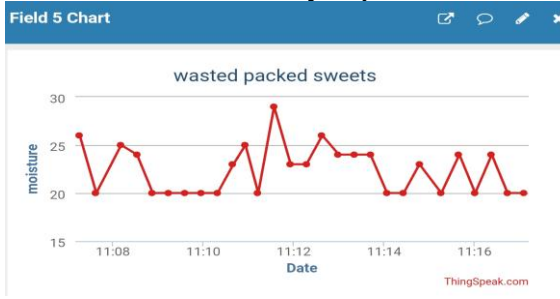 Field 5 Chart
wasted packed sweets
30
25
20
15
moisture
11:08 11:10 11:12 11:14 11:16
Date
ThingSpeak.com